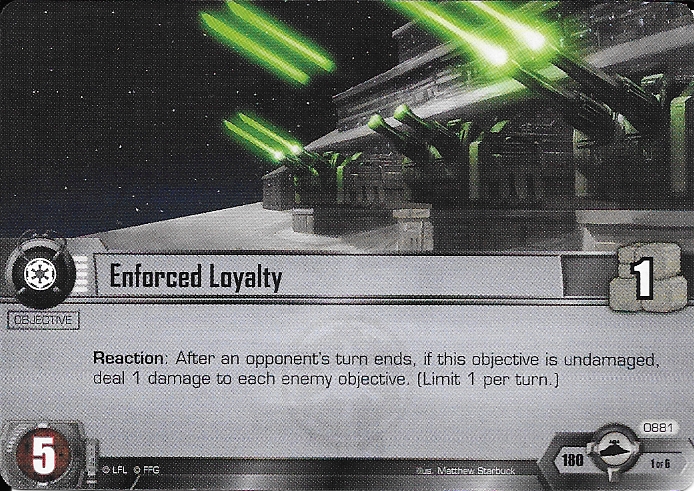 Enforced Loyalty
1
OBJECTIVE
Reaction: After an opponent's turn ends, if this objective is undamaged,
deal 1 damage to each enemy objective. (Limit 1 per turn.)
5
© LFL © FFG
Illus. Matthew Starbuck
0881
180
1 OF 6